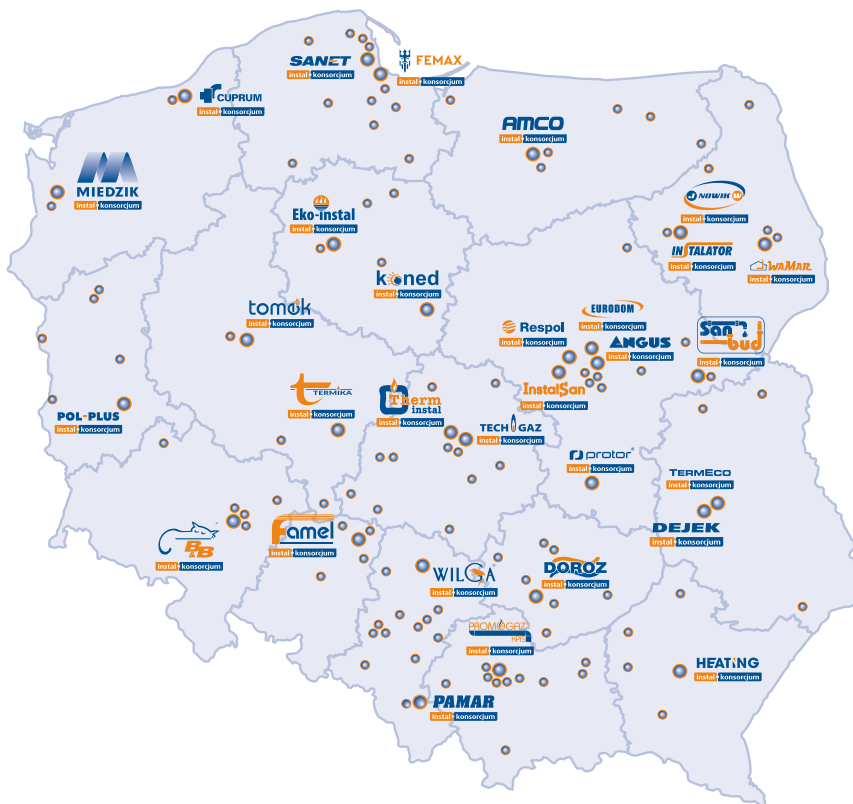 SANET
instal konsorcjum
FEMAX
instal konsorcjum
CUPRUM
instal konsorcjum
AMCO
instal konsorcjum
MIEDZIK
instal konsorcjum
J NOWIK W
instal konsorcjum
Eko-instal
instal konsorcjum
INSTALATOR
instal konsorcjum
WAMAR
instal konsorcjum
koned
instal konsorcjum
tomek
instal konsorcjum
EURODOM
instal konsorcjum
Respol
instal konsorcjum
ANGUS
instal konsorcjum
San bud
instal konsorcjum
InstalSan
instal konsorcjum
TERMIKA
instal konsorcjum
Therm
instal
instal konsorcjum
POL-PLUS
instal konsorcjum
TECH GAZ
instal konsorcjum
protor®
instal konsorcjum
TERMECO
instal konsorcjum
DEJEK
instal konsorcjum
B&B
instal konsorcjum
Famel
instal konsorcjum
WILGA
instal konsorcjum
DOROZ
instal konsorcjum
PROMOGAZ
KPIS
instal konsorcjum
HEATING
instal konsorcjum
PAMAR
instal konsorcjum